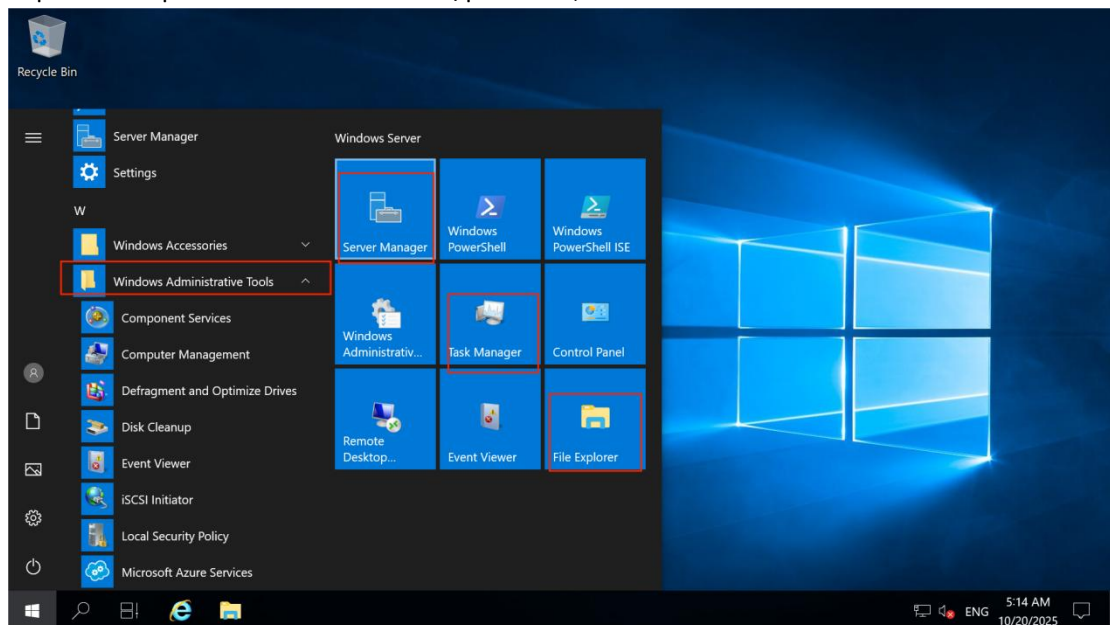 Recycle Bin
Server Manager
Settings
W
Windows Accessories
Windows Administrative Tools
Component Services
Computer Management
Defragment and Optimize Drives
Disk Cleanup
Event Viewer
iSCSI Initiator
Local Security Policy
Microsoft Azure Services
Windows Server
Server Manager
Windows
PowerShell
Windows
PowerShell ISE
Windows
Administrativ...
Task Manager
Control Panel
Remote
Desktop...
Event Viewer
File Explorer
ENG
5:14 AM
10/20/2025